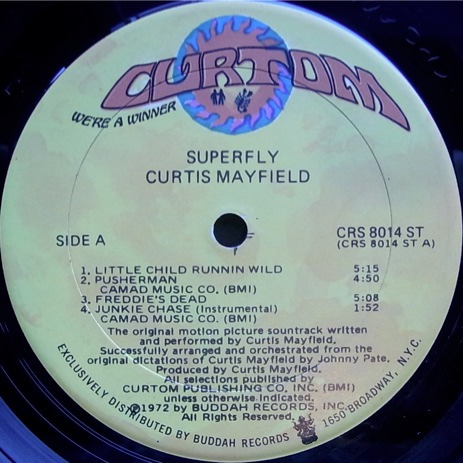 CURTOM
WE'RE A WINNER
SUPERFLY
CURTIS MAYFIELD
SIDE A
CRS 8014 ST
(CRS 8014 ST A)
1. LITTLE CHILD RUNNIN WILD 5:15
2. PUSHERMAN 4:50
CAMAD MUSIC CO. (BMI)
3. FREDDIE'S DEAD 5:08
4. JUNKIE CHASE (Instrumental) 1:52
CAMAD MUSIC CO. (BMI)
The original motion picture sountrack written
and performed by Curtis Mayfield.
Successfully arranged and orchestrated from the
original dictations of Curtis Mayfield by Johnny Pate.
Produced by Curtis Mayfield.
All selections published by
CURTOM PUBLISHING CO, INC. (BMI)
unless otherwise indicated.
℗1972 by BUDDAH RECORDS, INC.
All Rights Reserved.
EXCLUSIVELY DISTRIBUTED BY BUDDAH RECORDS 1650 BROADWAY, N.Y.C.